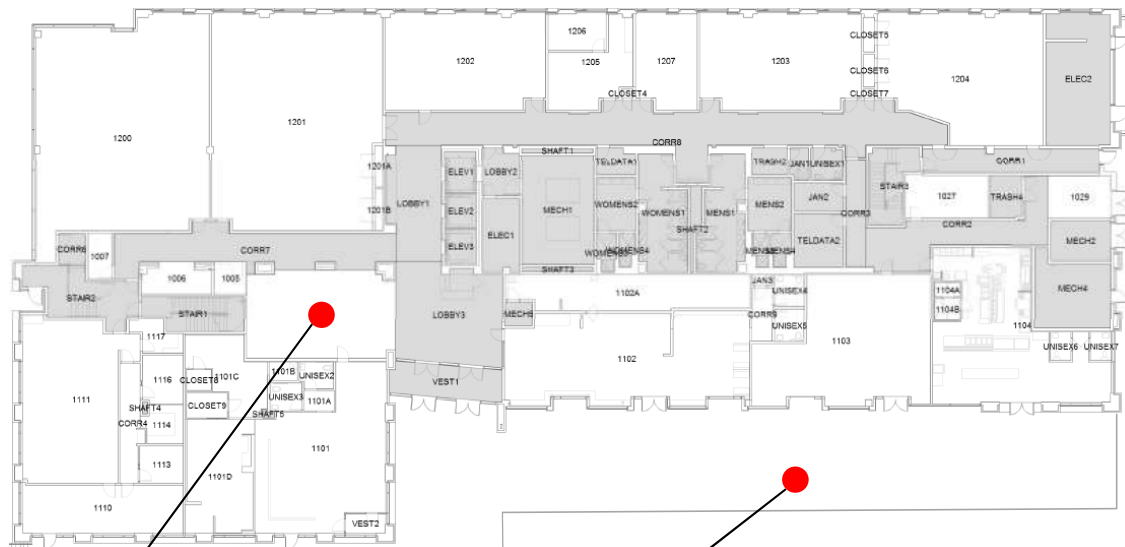 1206
CLOSET5
1202
1205
1207
1203
CLOSET6
1204
ELEC2
1200
1201
CLOSET4
CLOSET7
CORR8
SHAFT1
TELDATA1
TRASH2
JAN1
UNISEX1
CORR1
1201A
ELEV1
LOBBY2
STAIR3
MECH1
WOMENS2
WOMENS1
MENS1
MENS2
JAN2
1027
TRASH4
1029
1201B
LOBBY1
ELEV2
ELEC1
SHAFT2
CORR3
CORR2
CORR6
1007
CORR7
ELEV3
WOMENS4
TELDATA2
MECH2
SHAFT3
1006
1005
STAIR2
STAIR1
1102A
JAN3
UNISEX4
1104A
MECH4
LOBBY3
MECH5
CORR9
UNISEX5
1104B
1104
1117
1102
1103
UNISEX6
UNISEX7
1116
CLOSET8
1101C
1101B
UNISEX2
VEST1
1111
SHAFT4
CLOSET9
UNISEX3
1101A
CORR4
1114
SHAFT5
1101
1113
1101D
1110
VEST2